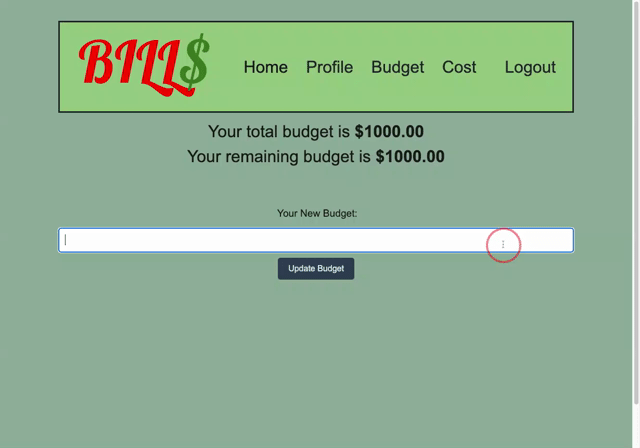 BILL$
Home Profile Budget Cost Logout
Your total budget is $1000.00
Your remaining budget is $1000.00
Your New Budget:
Update Budget